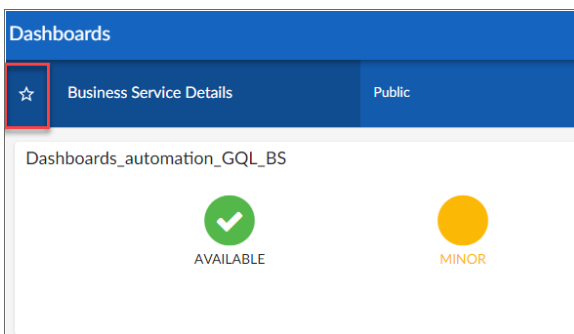 Dashboards
Business Service Details
Public
Dashboards_automation_GQL_BS
AVAILABLE
MINOR